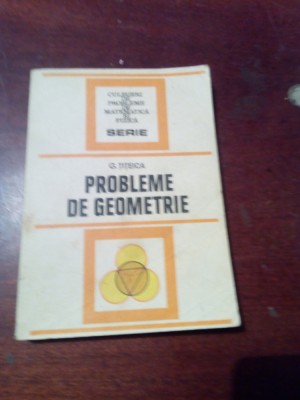 CULEGERE
DE
PROBLEME
DE
MATEMATICĂ
ȘI
FIZICĂ
SERIE
G. ȚIȚEICA
PROBLEME
DE GEOMETRIE